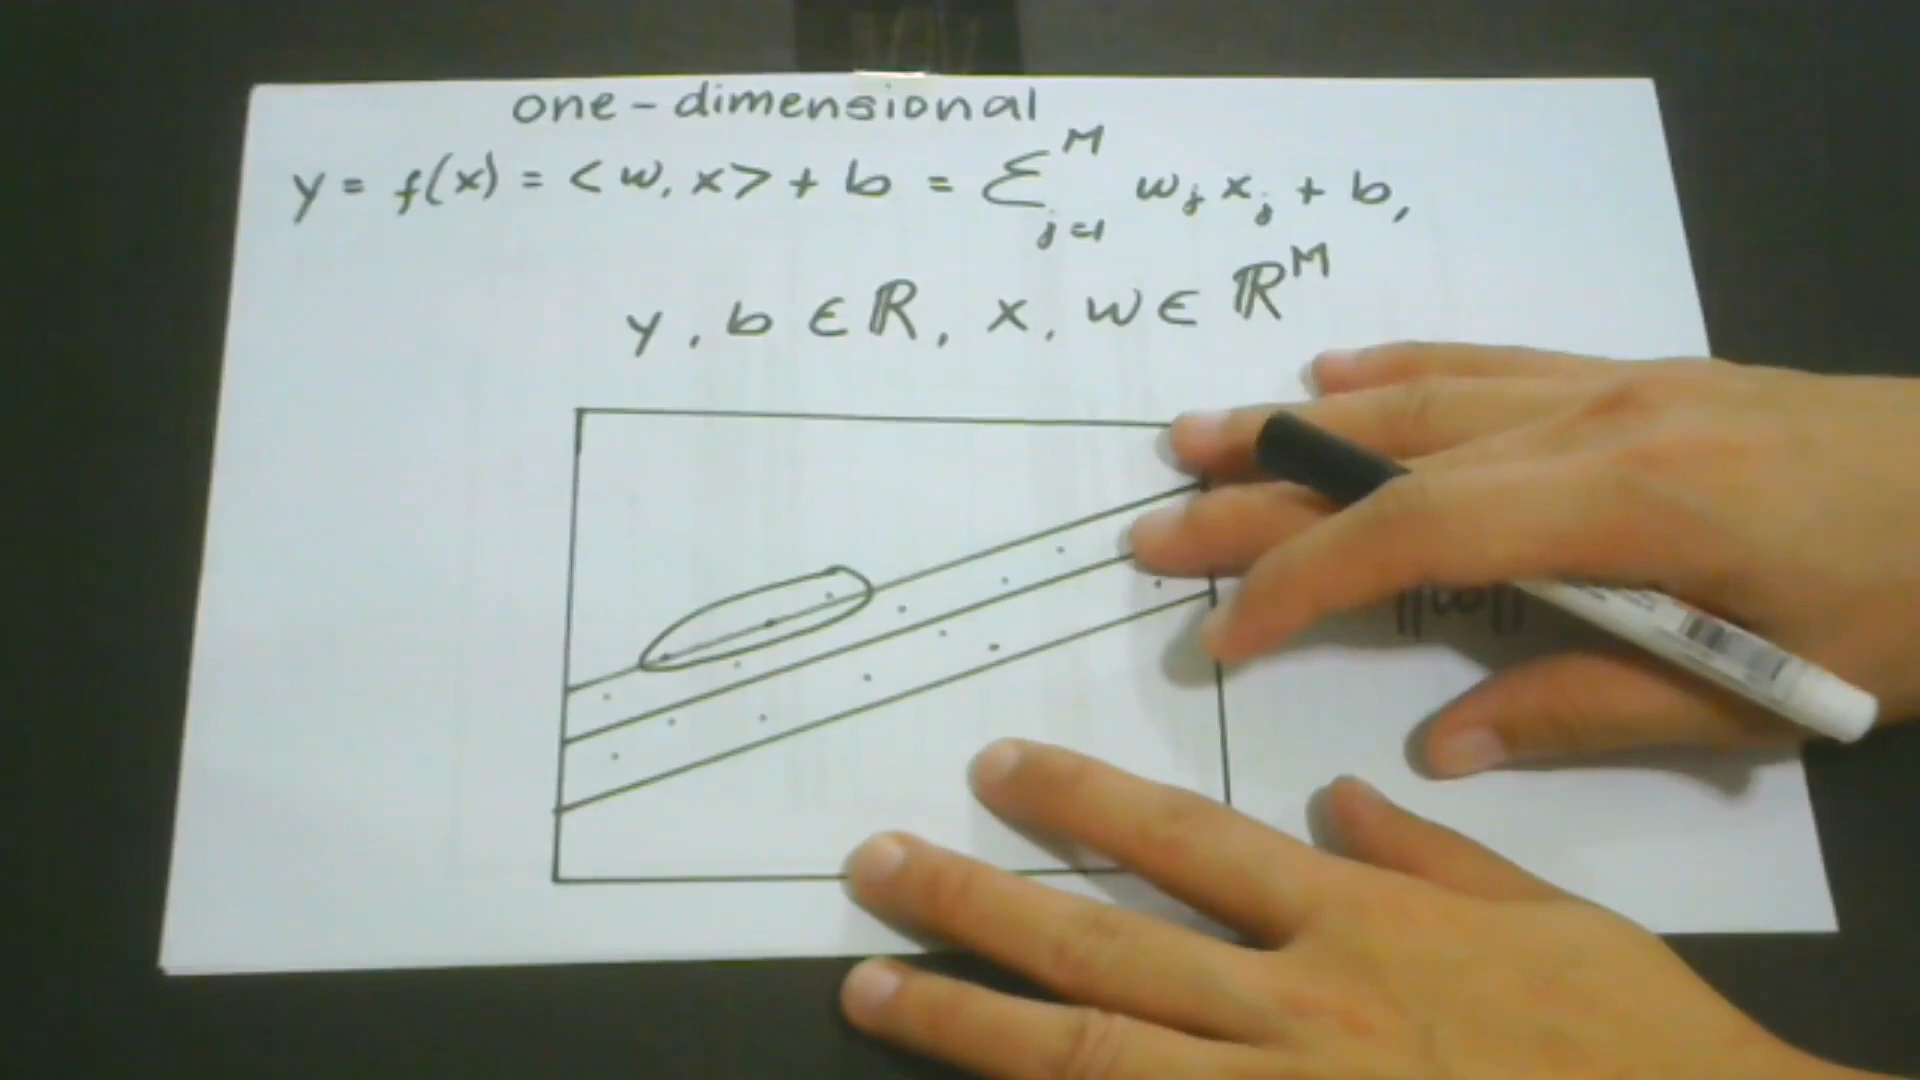 one-dimensional
y = f(x) = <w, x> + b = Σ_{j=1}^{M} w_j x_j + b,
y, b ∈ ℝ, x, w ∈ ℝ^M
||w||